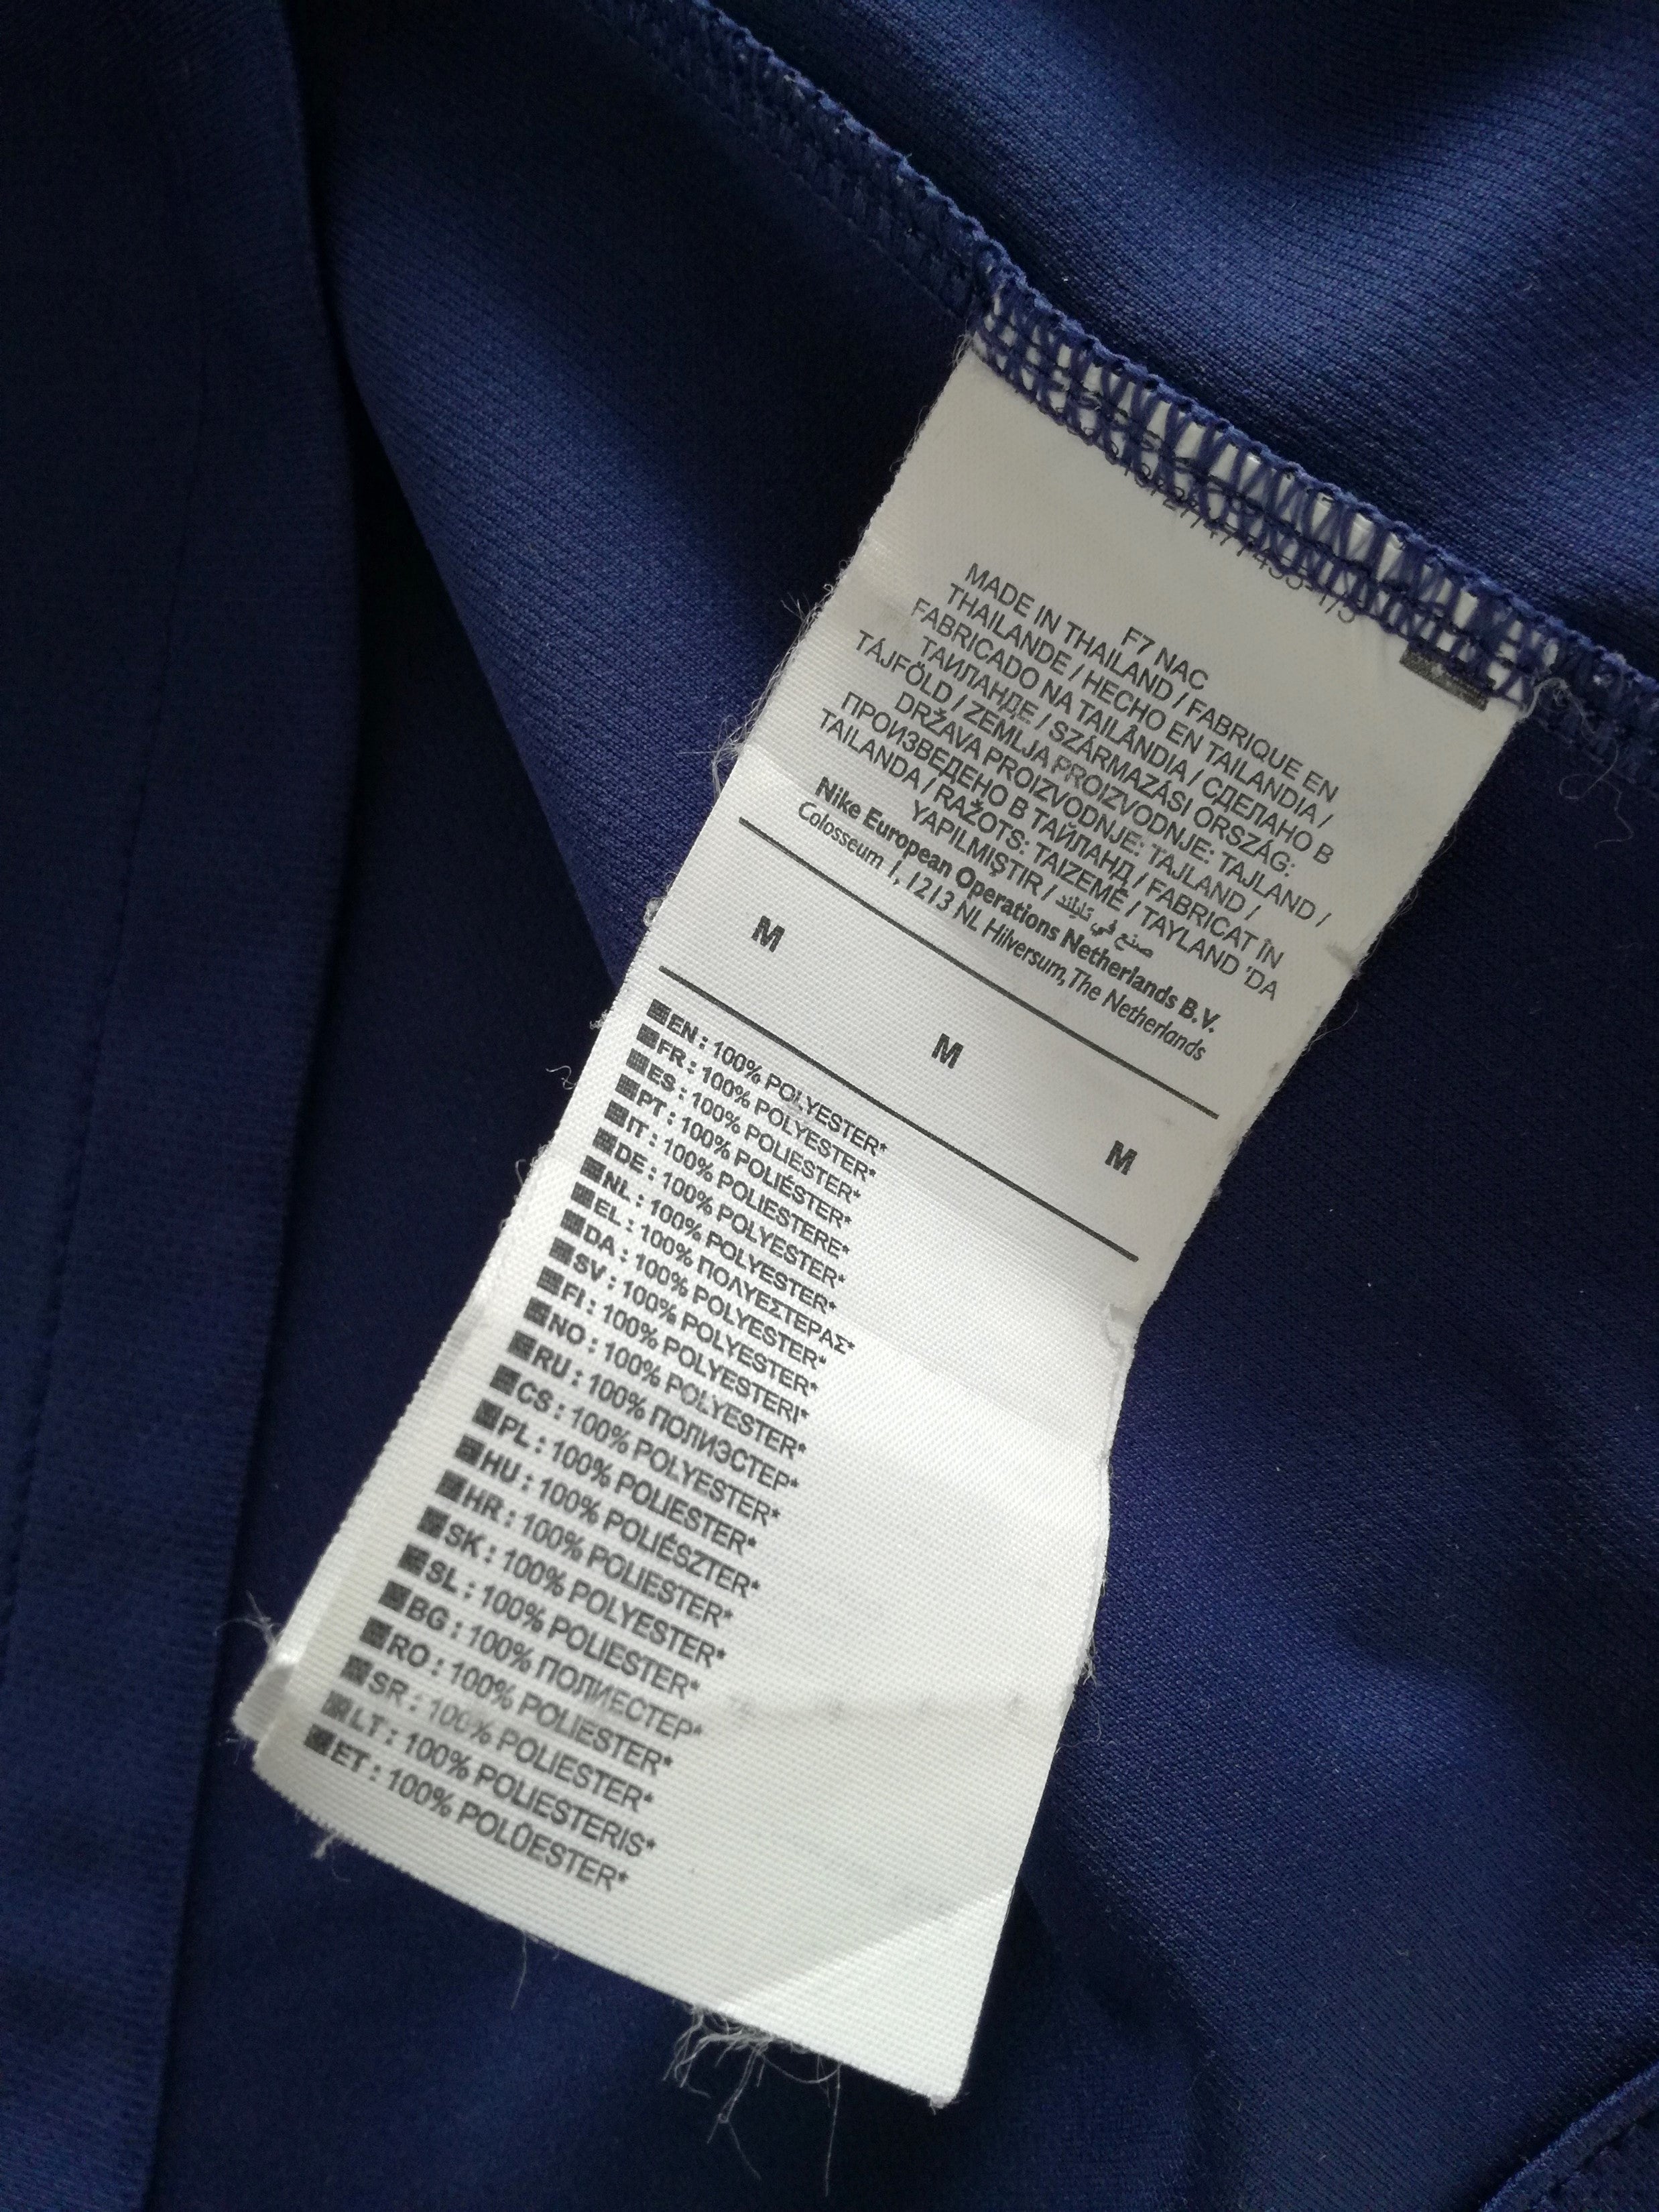 F7 NAC
MADE IN THAILAND / FABRIQUE EN
THAILANDE / HECHO EN TAILANDIA /
FABRICADO NA TAILÂNDIA / СДЕЛАНО В
ТАИЛАНДЕ / SZÁRMAZÁSI ORSZÁG:
TÁJFÖLD / ZEMLJA PROIZVODNJE: TAJLAND /
DRŽAVA PROIZVODNJE: TAJLAND /
ПРОИЗВЕДЕНО В ТАЙЛАНД / FABRICAT ÎN
TAILANDA / RAŽOTS: TAIZEMĒ / TAYLAND 'DA
YAPILMIŞTIR / صنع في تايلند
Nike European Operations Netherlands B.V.
Colosseum 1, 1213 NL Hilversum, The Netherlands
M M M
EN : 100% POLYESTER*
FR : 100% POLYESTER*
ES : 100% POLIESTER*
PT : 100% POLIÉSTER*
IT : 100% POLIESTERE*
DE : 100% POLYESTER*
NL : 100% POLYESTER*
EL : 100% ΠΟΛΥΕΣΤΕΡΑΣ*
DA : 100% POLYESTER*
SV : 100% POLYESTER*
FI : 100% POLYESTERI*
NO : 100% POLYESTER*
RU : 100% ПОЛИЭСТЕР*
CS : 100% POLYESTER*
PL : 100% POLIESTER*
HU : 100% POLIÉSZTER*
HR : 100% POLIESTER*
SK : 100% POLYESTER*
SL : 100% POLIESTER*
BG : 100% ПОЛИЕСТЕР*
RO : 100% POLIESTER*
SR : 100% POLIESTER*
LT : 100% POLIESTERIS*
ET : 100% POLÜESTER*